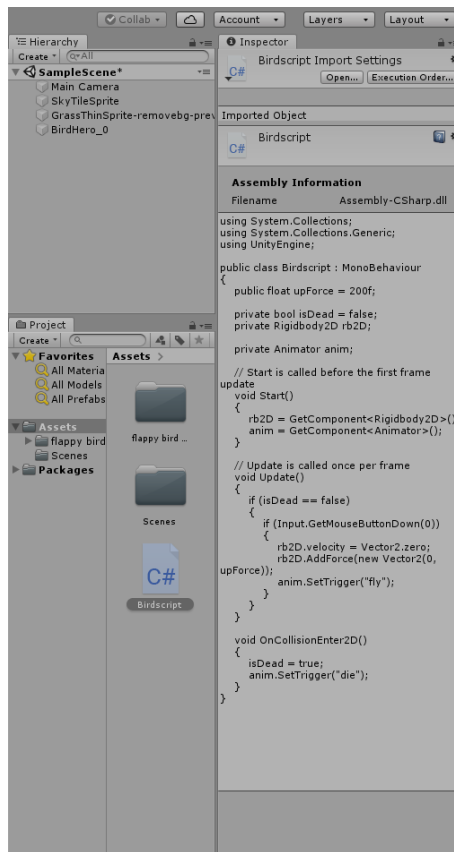 Collab
Account
Layers
Layout
Hierarchy
Create
All
SampleScene*
Main Camera
SkyTileSprite
GrassThinSprite-removebg-prev
BirdHero_0
Project
Create
Favorites
All Materia
All Models
All Prefabs
Assets
flappy bird
Scenes
Packages
Assets >
flappy bird ...
Scenes
C#
Birdscript
Inspector
C#
Birdscript Import Settings
Open...
Execution Order...
Imported Object
C#
Birdscript
Assembly Information
Filename Assembly-CSharp.dll
using System.Collections;
using System.Collections.Generic;
using UnityEngine;
public class Birdscript : MonoBehaviour
{
public float upForce = 200f;
private bool isDead = false;
private Rigidbody2D rb2D;
private Animator anim;
// Start is called before the first frame
update
void Start()
{
rb2D = GetComponent<Rigidbody2D>()
anim = GetComponent<Animator>();
}
// Update is called once per frame
void Update()
{
if (isDead == false)
{
if (Input.GetMouseButtonDown(0))
{
rb2D.velocity = Vector2.zero;
rb2D.AddForce(new Vector2(0,
upForce));
anim.SetTrigger("fly");
}
}
}
void OnCollisionEnter2D()
{
isDead = true;
anim.SetTrigger("die");
}
}